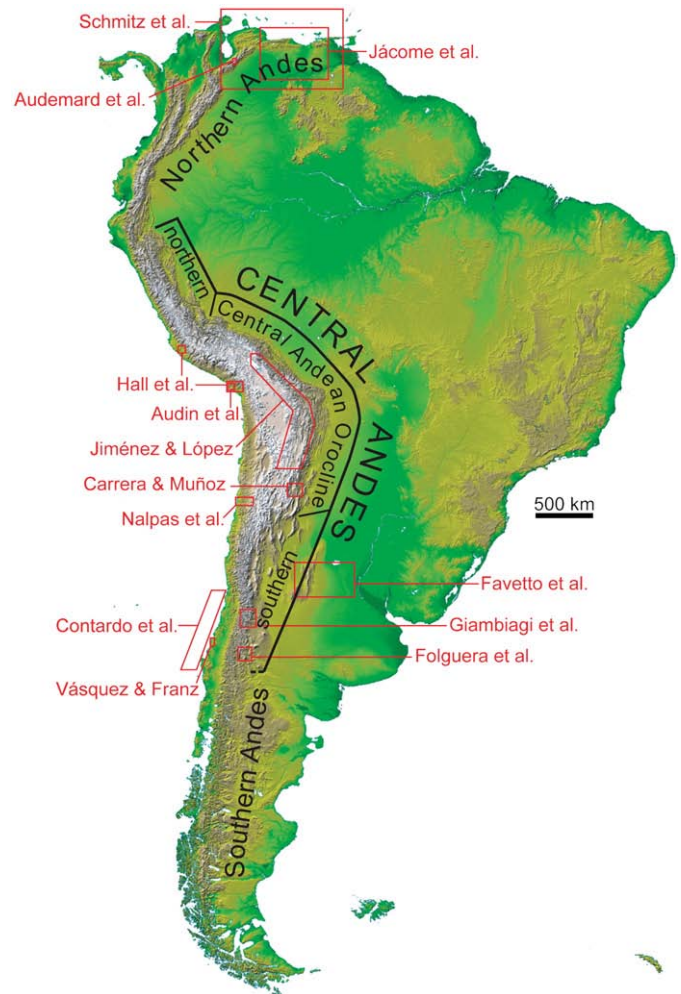 Schmitz et al.
Jácome et al.
Audemard et al.
Northern Andes
northern
CENTRAL
ANDES
Central Andean Orocline
Hall et al.
Audin et al.
Jiménez & López
Carrera & Muñoz
Nalpas et al.
500 km
southern
Favetto et al.
Contardo et al.
Giambiagi et al.
Folguera et al.
Vásquez & Franz
Southern Andes